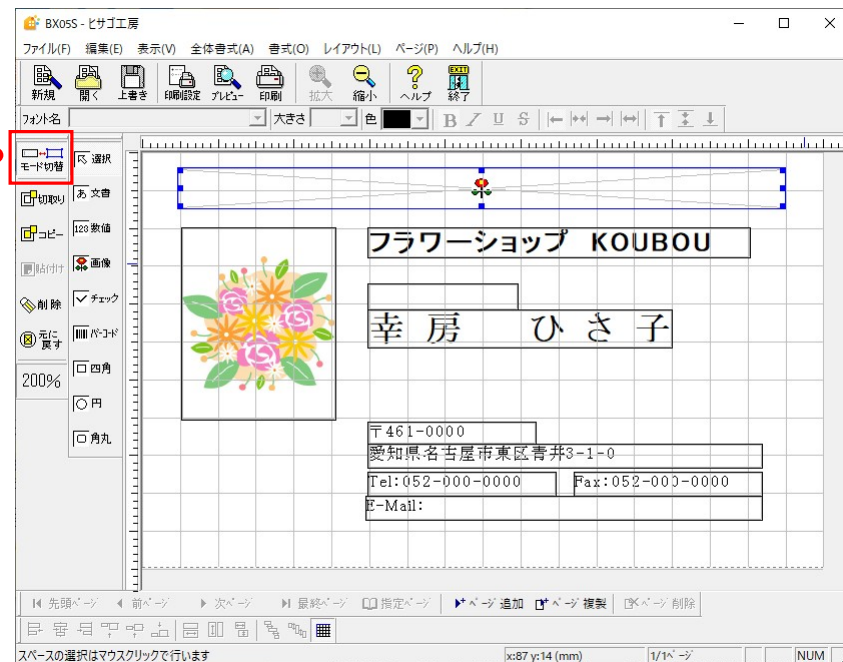 BX05S - ヒサゴ工房
ファイル(F) 編集(E) 表示(V) 全体書式(A) 書式(O) レイアウト(L) ページ(P) ヘルプ(H)
新規 開く 上書き 印刷設定 プレビュー 印刷 拡大 縮小 ヘルプ EXIT 終了
フォント名 大きさ 色 B I U S
モード切替 選択
切取り あ 文書
コピー 123 数値
貼付け 画像
削除 チェック
元に戻す バーコード
200% 四角
円
角丸
フラワーショップ KOUBOU
幸房 ひさ子
〒461-0000
愛知県名古屋市東区青井3-1-0
Tel:052-000-0000 Fax:052-000-0000
E-Mail:
先頭ページ 前ページ 次ページ 最終ページ 指定ページ ページ追加 ページ複製 ページ削除
スペースの選択はマウスクリックで行います x:87 y:14 (mm) 1/1ページ NUM